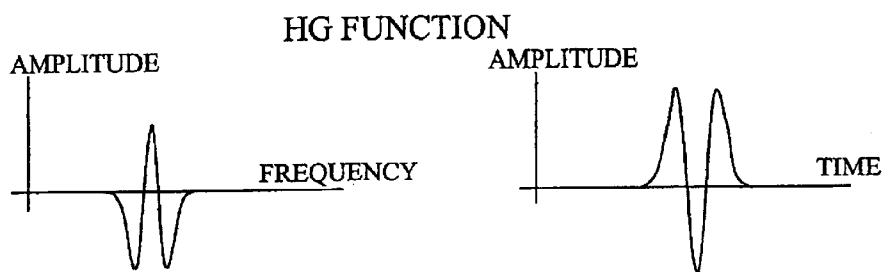 HG FUNCTION
AMPLITUDE
FREQUENCY
AMPLITUDE
TIME